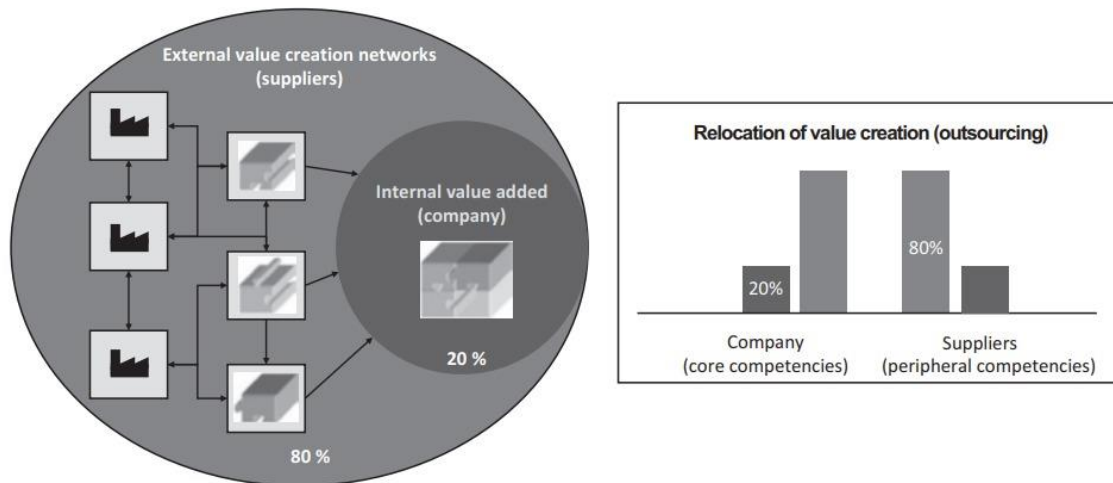 External value creation networks
(suppliers)
Internal value added
(company)
20 %
80 %
Relocation of value creation (outsourcing)
20%
80%
Company
(core competencies)
Suppliers
(peripheral competencies)